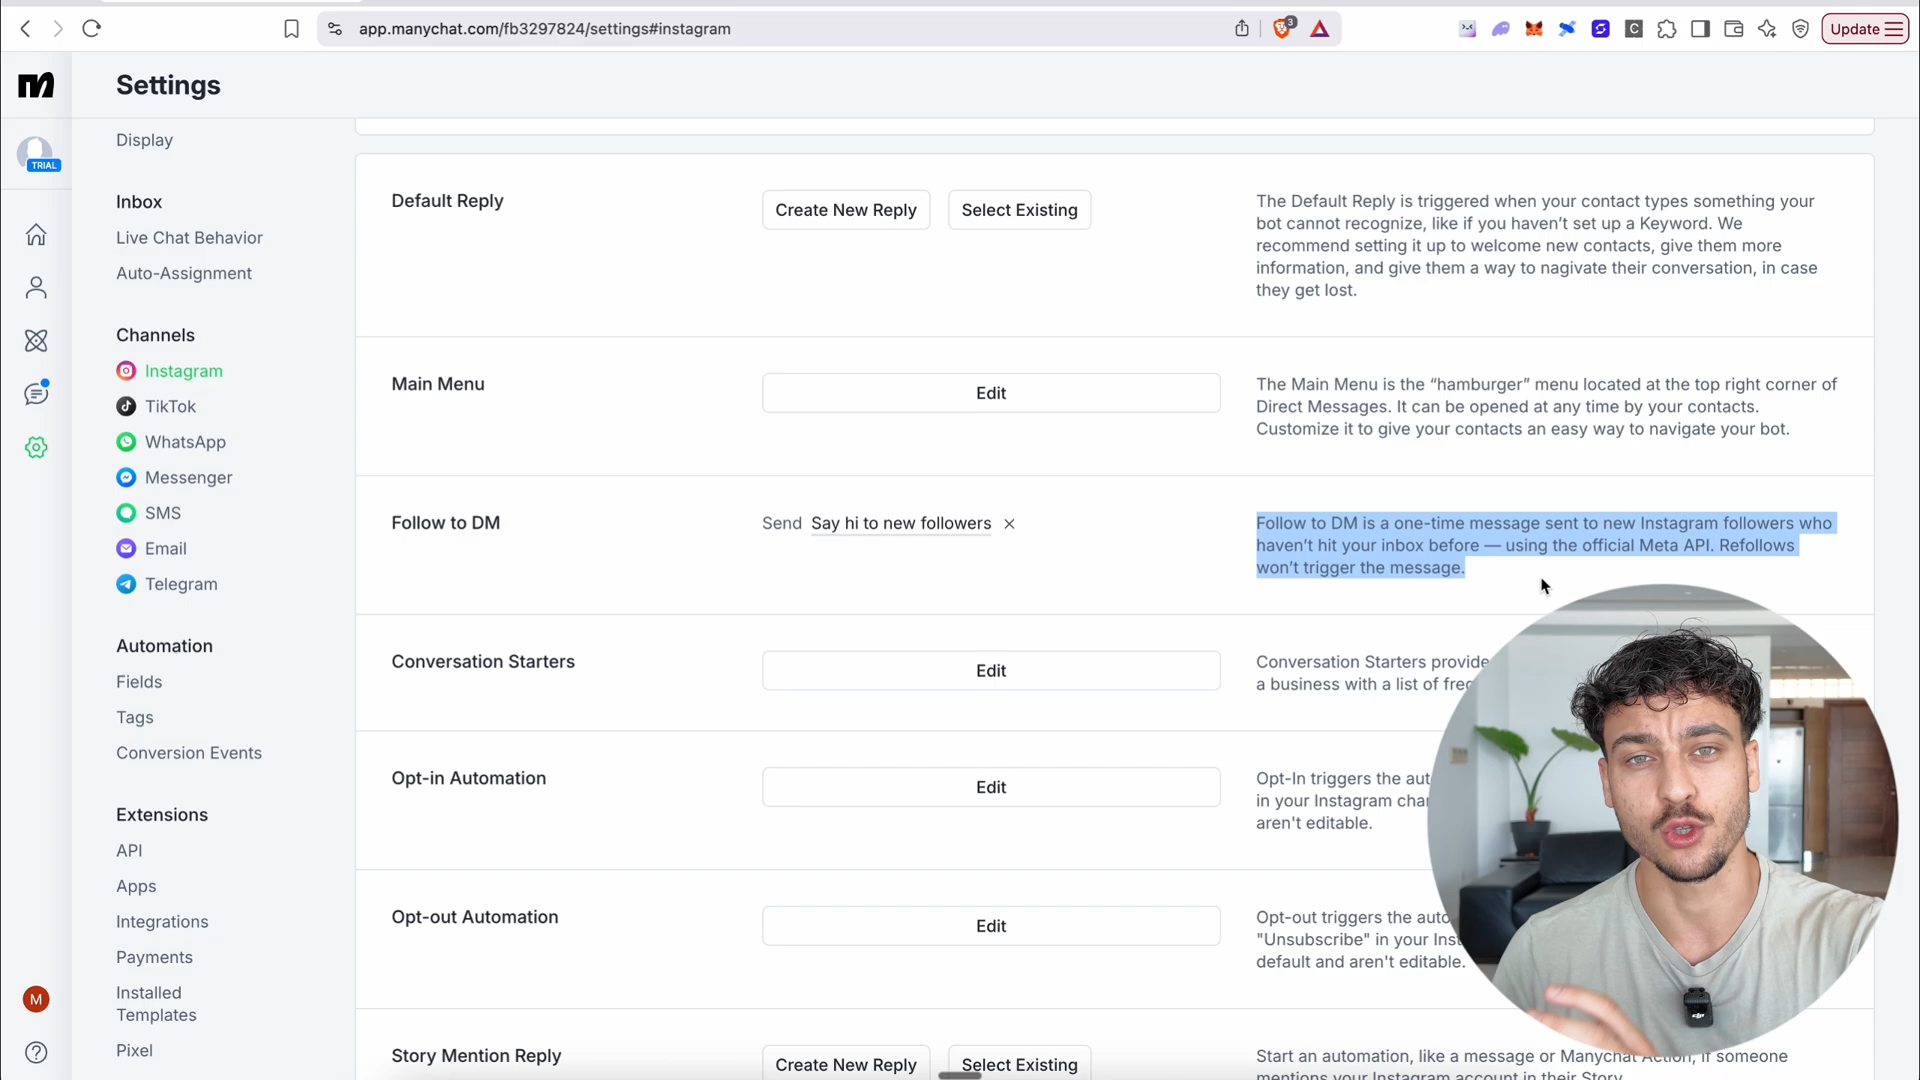 app.manychat.com/fb3297824/settings#instagram
3
Update
Settings
TRIAL
Display
Inbox
Live Chat Behavior
Auto-Assignment
Channels
Instagram
TikTok
WhatsApp
Messenger
SMS
Email
Telegram
Automation
Fields
Tags
Conversion Events
Extensions
API
Apps
Integrations
Payments
Installed
Templates
Pixel
M
Default Reply
Create New Reply
Select Existing
The Default Reply is triggered when your contact types something your
bot cannot recognize, like if you haven’t set up a Keyword. We
recommend setting it up to welcome new contacts, give them more
information, and give them a way to nagivate their conversation, in case
they get lost.
Main Menu
Edit
The Main Menu is the “hamburger” menu located at the top right corner of
Direct Messages. It can be opened at any time by your contacts.
Customize it to give your contacts an easy way to navigate your bot.
Follow to DM
Send Say hi to new followers
Follow to DM is a one-time message sent to new Instagram followers who
haven’t hit your inbox before — using the official Meta API. Refollows
won’t trigger the message.
Conversation Starters
Edit
Conversation Starters provide
a business with a list of
Opt-in Automation
Edit
Opt-In triggers the
in your Instagram
aren't editable.
Opt-out Automation
Edit
Opt-out triggers the
"Unsubscribe" in your
default and aren't editable.
Story Mention Reply
Create New Reply
Select Existing
Start an automation, like a message or Manychat Action, if someone
mentions your Instagram account in their Story
dji